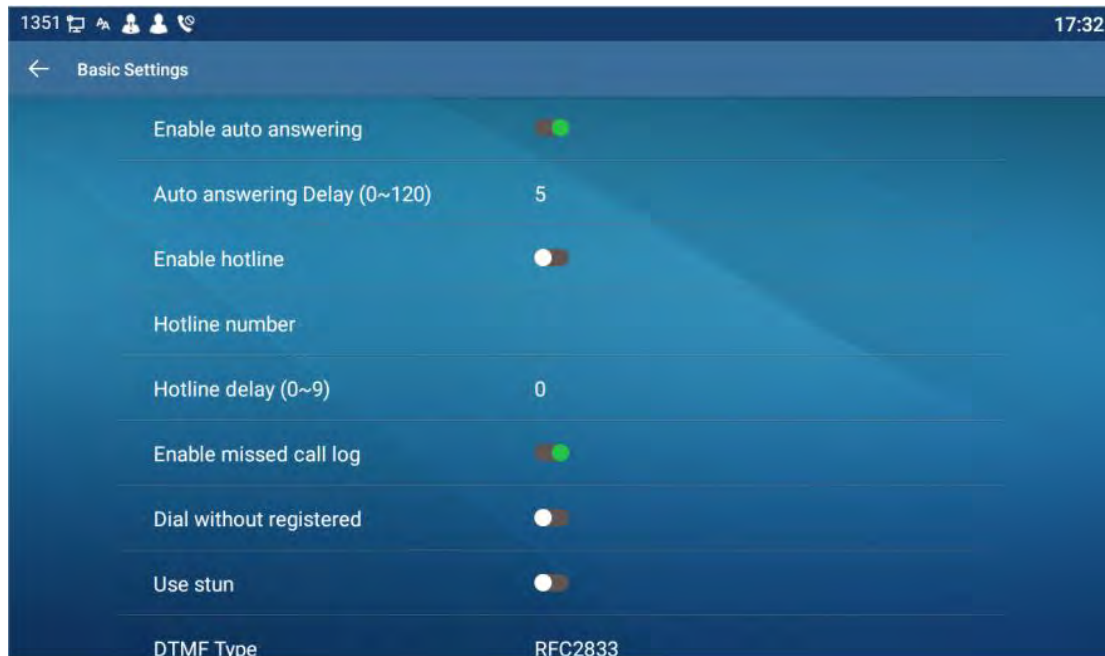 1351 17:32
Basic Settings
Enable auto answering
Auto answering Delay (0~120) 5
Enable hotline
Hotline number
Hotline delay (0~9) 0
Enable missed call log
Dial without registered
Use stun
DTMF Type RFC2833